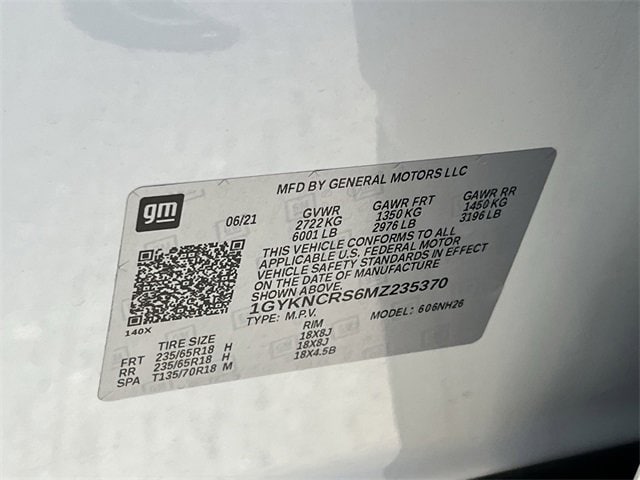 MFD BY GENERAL MOTORS LLC
gm
06/21 GVWR GAWR FRT GAWR RR
2722 KG 1350 KG 1450 KG
6001 LB 2976 LB 3196 LB
THIS VEHICLE CONFORMS TO ALL
APPLICABLE U.S. FEDERAL MOTOR
VEHICLE SAFETY STANDARDS IN EFFECT
ON THE DATE OF MANUFACTURE
SHOWN ABOVE.
1GYKNCRS6MZ235370
TYPE: M.P.V. MODEL: 606NH26
140X
TIRE SIZE RIM
FRT 235/65R18 H 18X8J
RR 235/65R18 H 18X8J
SPA T135/70R18 M 18X4.5B